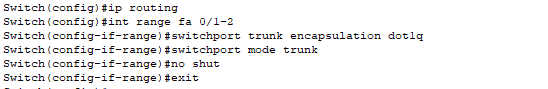 Switch(config)#ip routing
Switch(config)#int range fa 0/1-2
Switch(config-if-range)#switchport trunk encapsulation dot1q
Switch(config-if-range)#switchport mode trunk
Switch(config-if-range)#no shut
Switch(config-if-range)#exit